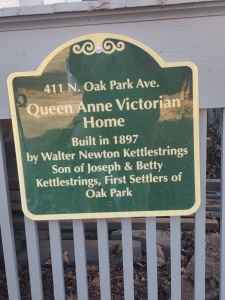 411 N. Oak Park Ave.
Queen Anne Victorian
Home
Built in 1897
by Walter Newton Kettlestrings
Son of Joseph & Betty
Kettlestrings, First Settlers of
Oak Park